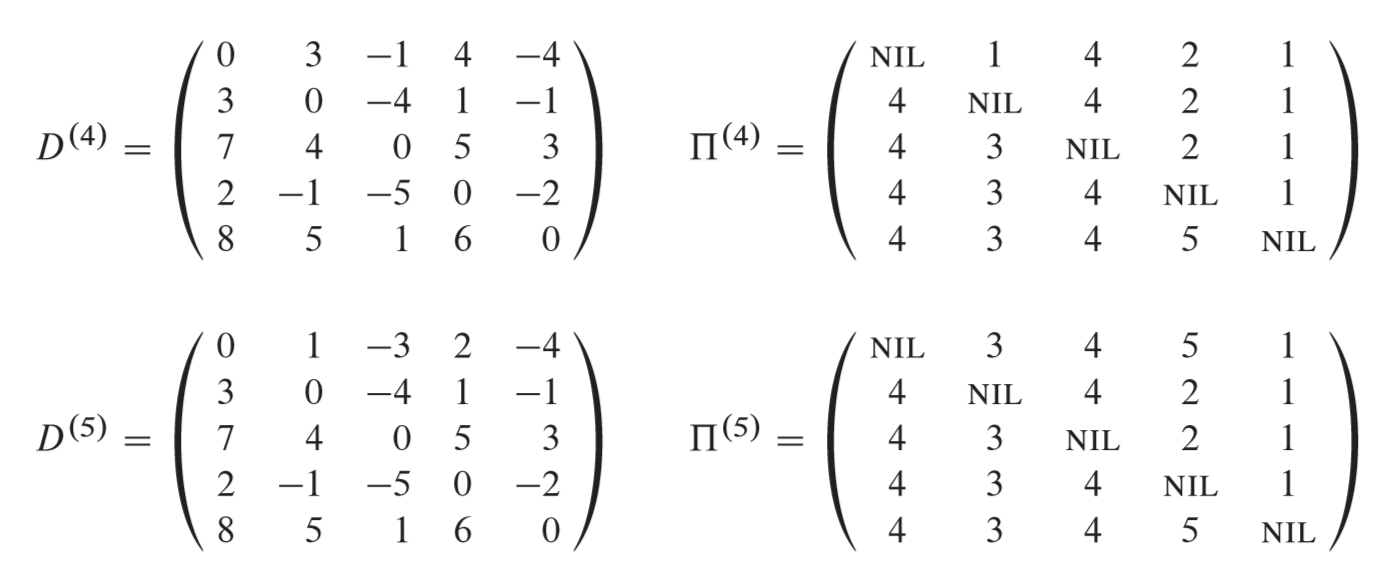 0 3 −1 4 −4 NIL 1 4 2 1
3 0 −4 1 −1 4 NIL 4 2 1
D(4) = 7 4 0 5 3 Π(4) = 4 3 NIL 2 1
2 −1 −5 0 −2 4 3 4 NIL 1
8 5 1 6 0 4 3 4 5 NIL
0 1 −3 2 −4 NIL 3 4 5 1
3 0 −4 1 −1 4 NIL 4 2 1
D(5) = 7 4 0 5 3 Π(5) = 4 3 NIL 2 1
2 −1 −5 0 −2 4 3 4 NIL 1
8 5 1 6 0 4 3 4 5 NIL